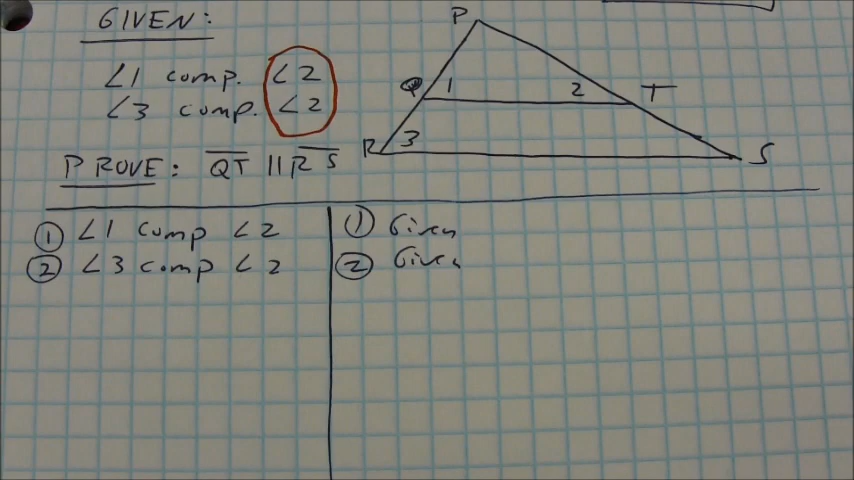 GIVEN:
∠1 comp. ∠2
∠3 comp. ∠2
PROVE: QT || RS
P
Q 1 2 T
R 3 S
① ∠1 comp ∠2 ① Given
② ∠3 comp ∠2 ② Given